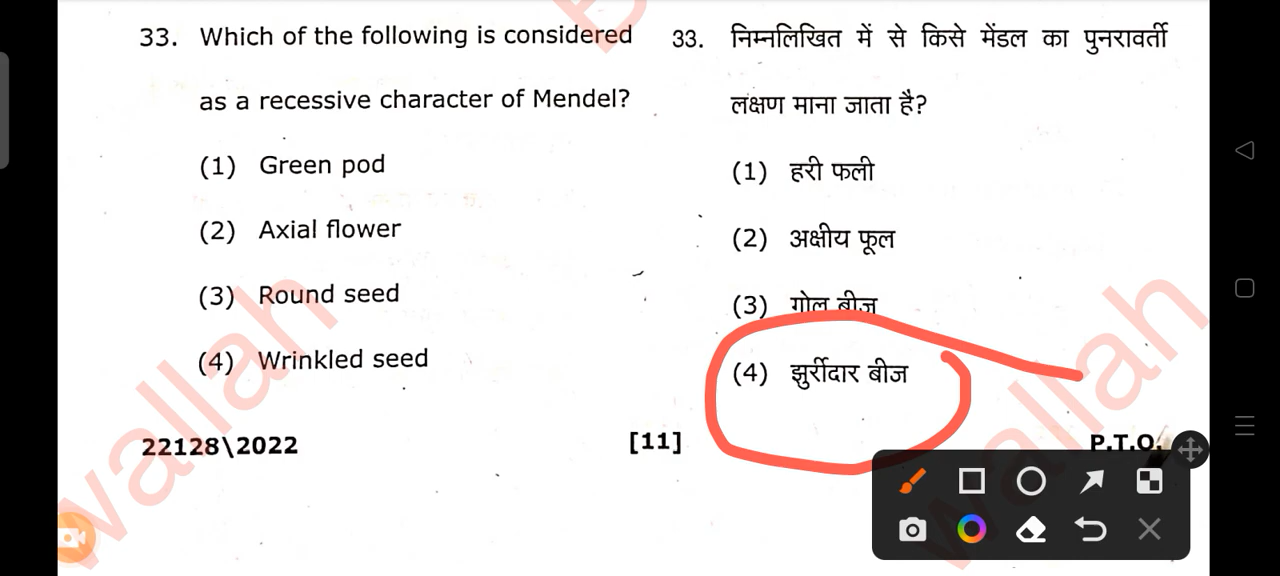 33. Which of the following is considered
as a recessive character of Mendel?
(1) Green pod
(2) Axial flower
(3) Round seed
(4) Wrinkled seed
33. निम्नलिखित में से किसे मेंडल का पुनरावर्ती
लक्षण माना जाता है?
(1) हरी फली
(2) अक्षीय फूल
(3) गोल बीज
(4) झुर्रीदार बीज
22128\2022 [11] P.T.O.
wallah
wallah